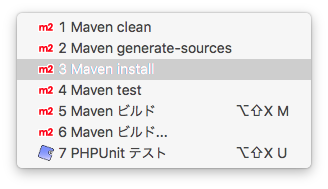 m2 1 Maven clean
m2 2 Maven generate-sources
m2 3 Maven install
m2 4 Maven test
m2 5 Maven ビルド ⌥⇧X M
m2 6 Maven ビルド...
7 PHPUnit テスト ⌥⇧X U